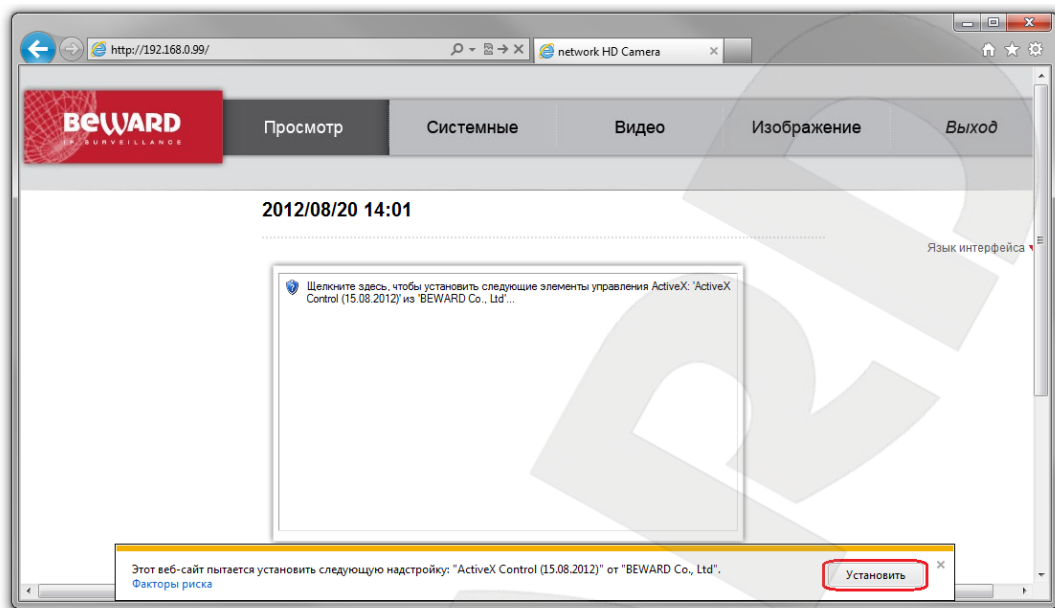 http://192.168.0.99/
network HD Camera
BEWARD
IP SURVEILLANCE
Просмотр
Системные
Видео
Изображение
Выход
2012/08/20 14:01
Язык интерфейса
Щелкните здесь, чтобы установить следующие элементы управления ActiveX: 'ActiveX
Control (15.08.2012)' из 'BEWARD Co., Ltd'...
Этот веб-сайт пытается установить следующую надстройку: "ActiveX Control (15.08.2012)" от "BEWARD Co., Ltd".
Факторы риска
Установить